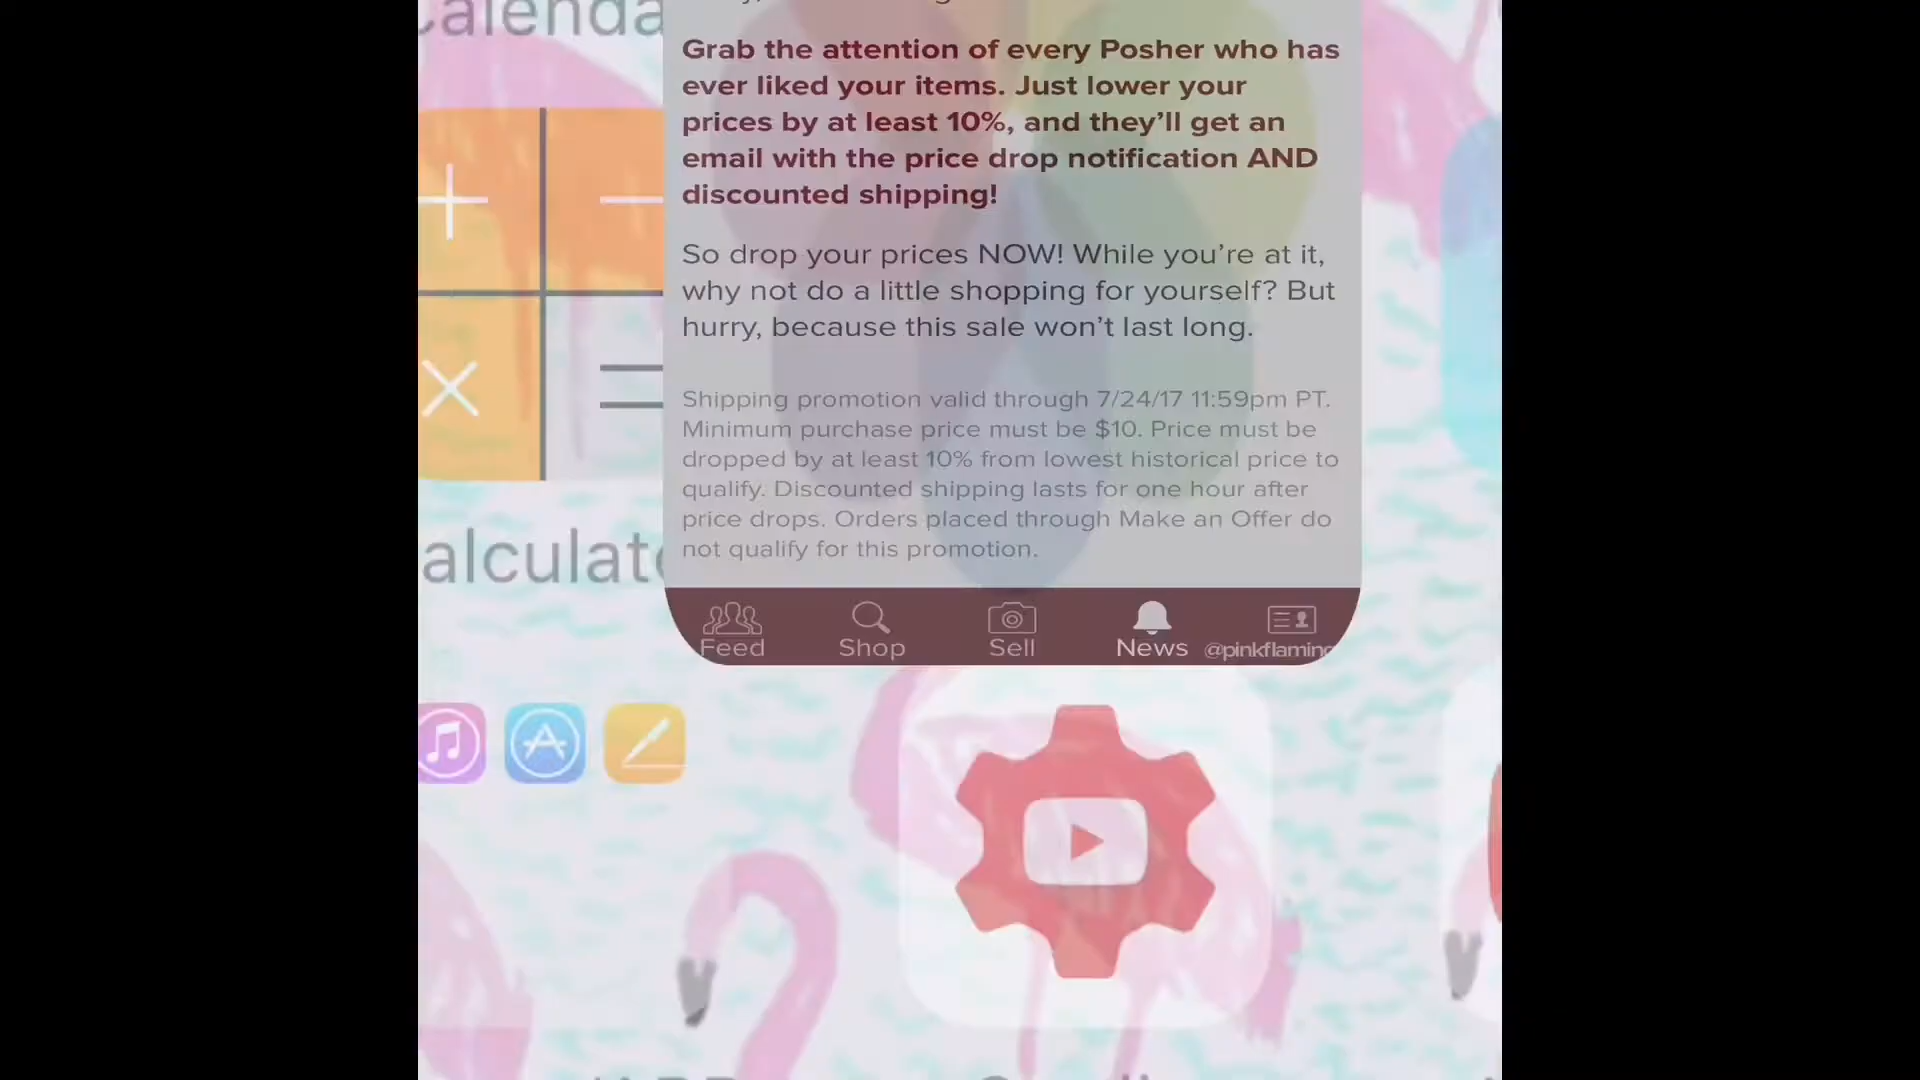 Calenda
Grab the attention of every Posher who has
ever liked your items. Just lower your
prices by at least 10%, and they’ll get an
email with the price drop notification AND
discounted shipping!
So drop your prices NOW! While you’re at it,
why not do a little shopping for yourself? But
hurry, because this sale won’t last long.
Shipping promotion valid through 7/24/17 11:59pm PT.
Minimum purchase price must be $10. Price must be
dropped by at least 10% from lowest historical price to
qualify. Discounted shipping lasts for one hour after
price drops. Orders placed through Make an Offer do
not qualify for this promotion.
alculat
Feed Shop Sell News @pinkflaming